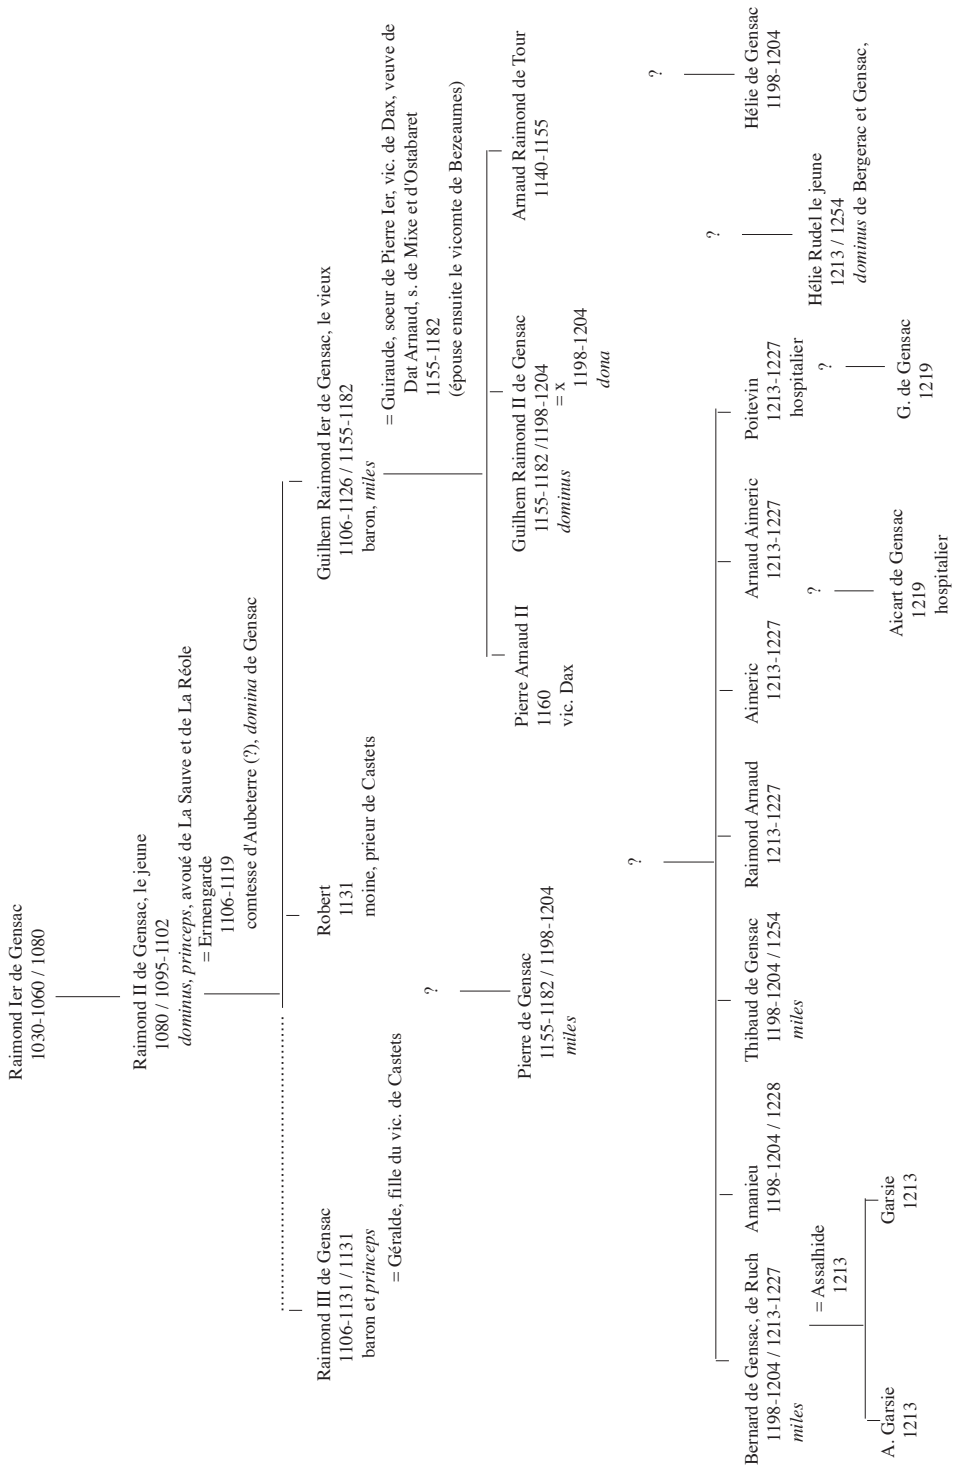 Raimond Ier de Gensac
1030-1060 / 1080
Raimond II de Gensac, le jeune
1080 / 1095-1102
dominus, princeps, avoué de La Sauve et de La Réole
= Ermengarde
1106-1119
comtesse d'Aubeterre (?), domina de Gensac
Raimond III de Gensac
1106-1131 / 1131
baron et princeps
= Géralde, fille du vic. de Castets
Robert
1131
moine, prieur de Castets
Guilhem Raimond Ier de Gensac, le vieux
1106-1126 / 1155-1182
baron, miles
= Guiraude, soeur de Pierre Ier, vic. de Dax, veuve de
Dat Arnaud, s. de Mixe et d'Ostabaret
1155-1182
(épouse ensuite le vicomte de Bezeaumes)
?
Pierre de Gensac
1155-1182 / 1198-1204
miles
Pierre Arnaud II
1160
vic. Dax
Guilhem Raimond II de Gensac
1155-1182 /1198-1204
dominus
= x
1198-1204
dona
Arnaud Raimond de Tour
1140-1155
?
Bernard de Gensac, de Ruch
1198-1204 / 1213-1227
miles
= Assalhide
1213
A. Garsie
1213
Garsie
1213
Amanieu
1198-1204 / 1228
Thibaud de Gensac
1198-1204 / 1254
miles
Raimond Arnaud
1213-1227
Aimeric
1213-1227
Arnaud Aimeric
1213-1227
Poitevin
1213-1227
hospitalier
?
Aicart de Gensac
1219
hospitalier
?
G. de Gensac
1219
?
Hélie Rudel le jeune
1213 / 1254
dominus de Bergerac et Gensac,
?
Hélie de Gensac
1198-1204